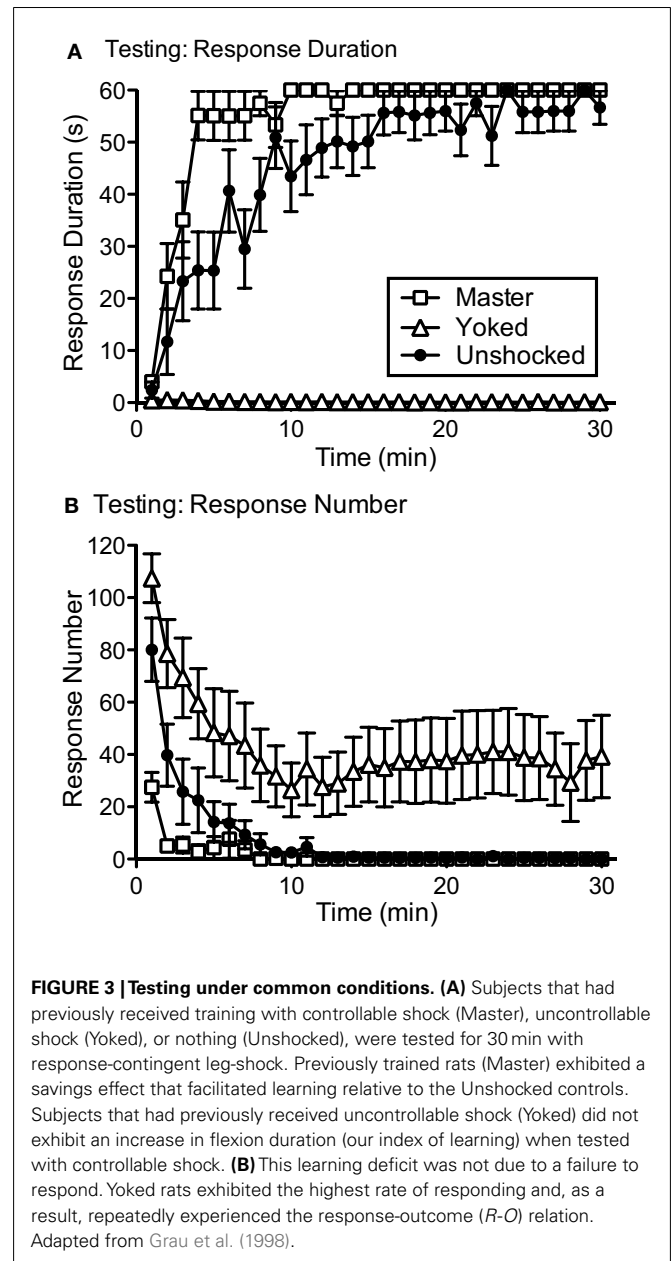 A Testing: Response Duration
60
50
40
30
20
10
0
Response Duration (s)
Master
Yoked
Unshocked
0 10 20 30
Time (min)
B Testing: Response Number
120
100
80
60
40
20
0
Response Number
0 10 20 30
Time (min)
FIGURE 3 | Testing under common conditions. (A) Subjects that had
previously received training with controllable shock (Master), uncontrollable
shock (Yoked), or nothing (Unshocked), were tested for 30 min with
response-contingent leg-shock. Previously trained rats (Master) exhibited a
savings effect that facilitated learning relative to the Unshocked controls.
Subjects that had previously received uncontrollable shock (Yoked) did not
exhibit an increase in flexion duration (our index of learning) when tested
with controllable shock. (B) This learning deficit was not due to a failure to
respond. Yoked rats exhibited the highest rate of responding and, as a
result, repeatedly experienced the response-outcome (R-O) relation.
Adapted from Grau et al. (1998).